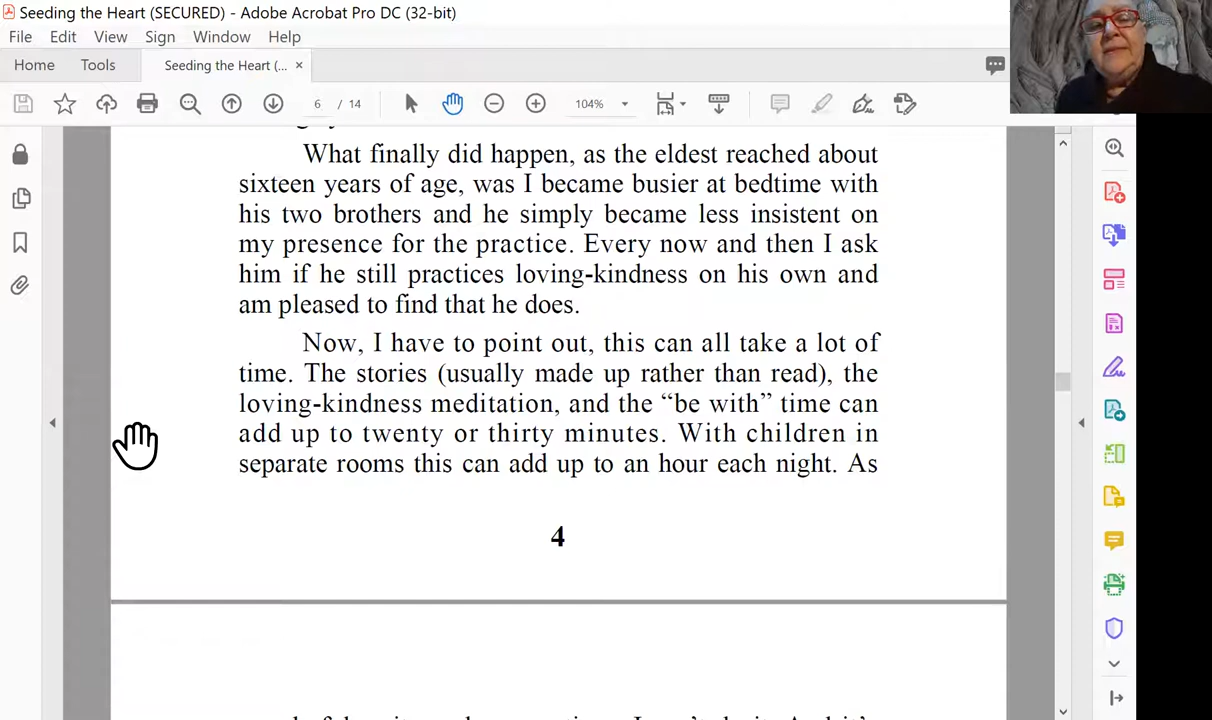 Seeding the Heart (SECURED) - Adobe Acrobat Pro DC (32-bit)
File Edit View Sign Window Help
Home Tools Seeding the Heart (... ×
6 / 14 104%
What finally did happen, as the eldest reached about
sixteen years of age, was I became busier at bedtime with
his two brothers and he simply became less insistent on
my presence for the practice. Every now and then I ask
him if he still practices loving-kindness on his own and
am pleased to find that he does.
Now, I have to point out, this can all take a lot of
time. The stories (usually made up rather than read), the
loving-kindness meditation, and the “be with” time can
add up to twenty or thirty minutes. With children in
separate rooms this can add up to an hour each night. As
4